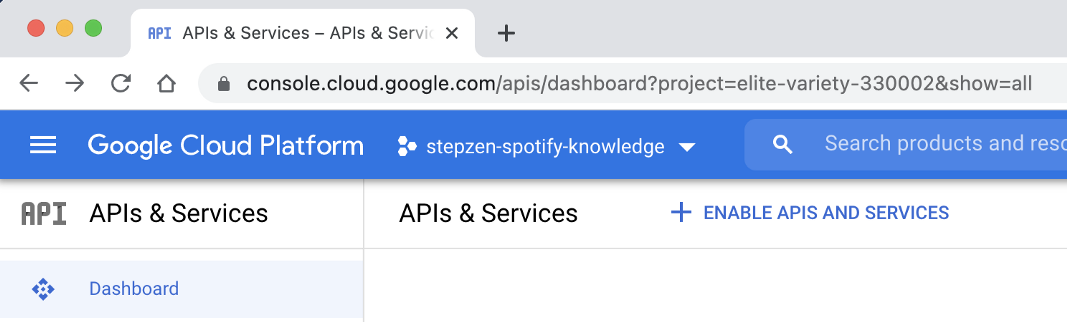 API APIs & Services – APIs & Servic
console.cloud.google.com/apis/dashboard?project=elite-variety-330002&show=all
Google Cloud Platform stepzen-spotify-knowledge Search products and reso
API APIs & Services APIs & Services + ENABLE APIS AND SERVICES
Dashboard